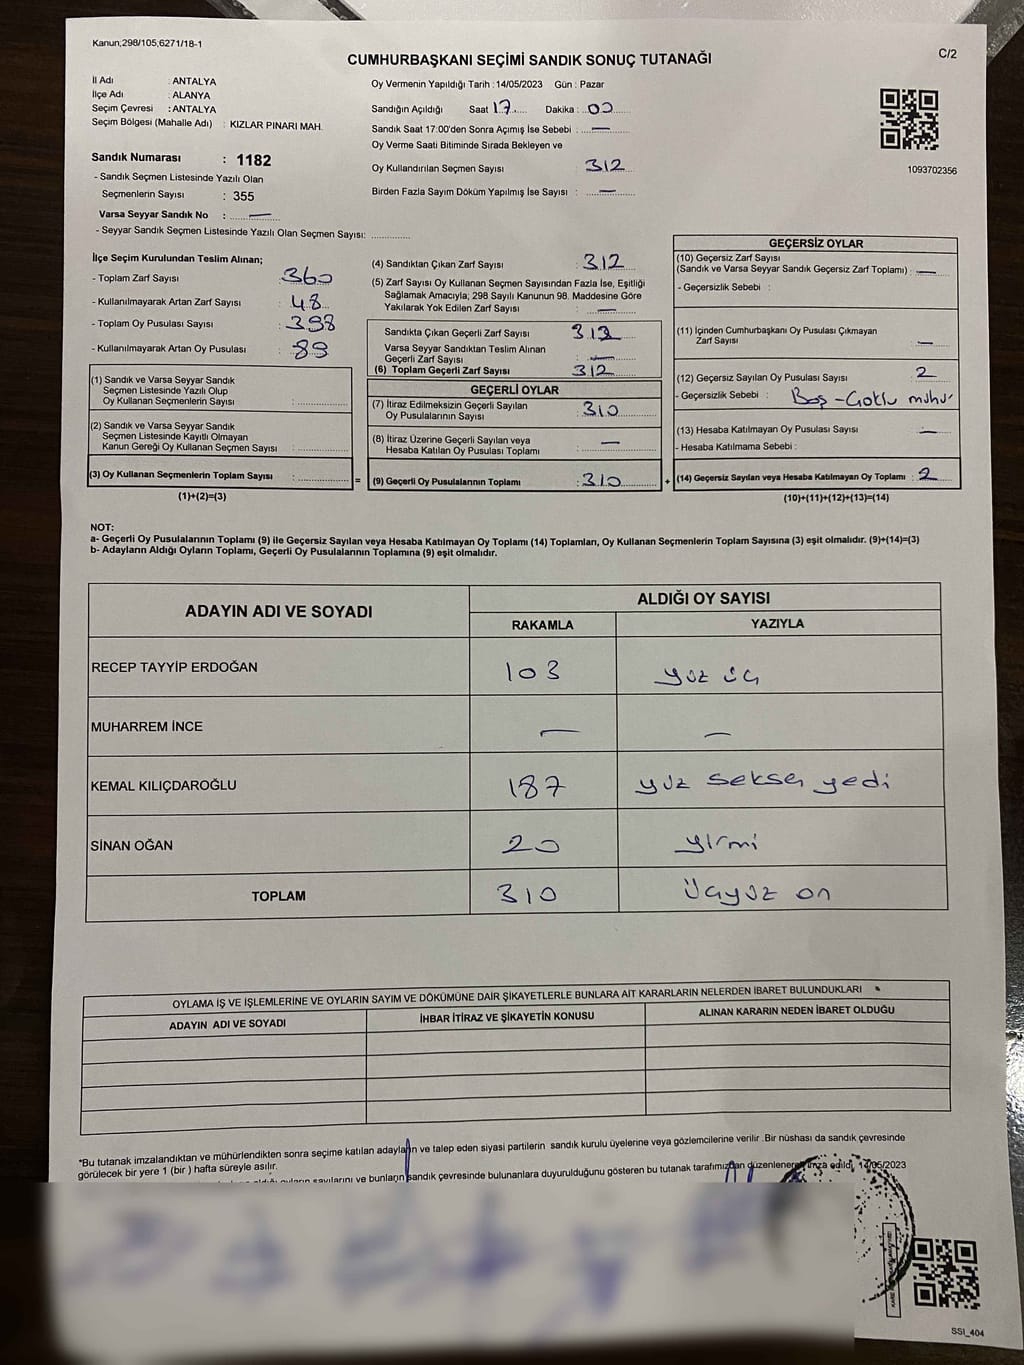 Kanun;298/105;6271/18-1
CUMHURBAŞKANI SEÇİMİ SANDIK SONUÇ TUTANAĞI
C/2
İl Adı : ANTALYA
İlçe Adı : ALANYA
Seçim Çevresi : ANTALYA
Seçim Bölgesi (Mahalle Adı) : KIZLAR PINARI MAH.
Sandık Numarası : 1182
- Sandık Seçmen Listesinde Yazılı Olan
Seçmenlerin Sayısı : 355
Varsa Seyyar Sandık No : —
- Seyyar Sandık Seçmen Listesinde Yazılı Olan Seçmen Sayısı: ..............
Oy Vermenin Yapıldığı Tarih : 14/05/2023 Gün : Pazar
Sandığın Açıldığı Saat 17 Dakika : 00
Sandık Saat 17:00'den Sonra Açımış İse Sebebi : —
Oy Verme Saati Bitiminde Sırada Bekleyen ve
Oy Kullandırılan Seçmen Sayısı 312
Birden Fazla Sayım Döküm Yapılmış İse Sayısı : —
1093702356
İlçe Seçim Kurulundan Teslim Alınan;
- Toplam Zarf Sayısı : 360
- Kullanılmayarak Artan Zarf Sayısı : 48
- Toplam Oy Pusulası Sayısı : 398
- Kullanılmayarak Artan Oy Pusulası : 89
(1) Sandık ve Varsa Seyyar Sandık
Seçmen Listesinde Yazılı Olup
Oy Kullanan Seçmenlerin Sayısı :
(2) Sandık ve Varsa Seyyar Sandık
Seçmen Listesinde Kayıtlı Olmayan
Kanun Gereği Oy Kullanan Seçmen Sayısı :
(3) Oy Kullanan Seçmenlerin Toplam Sayısı :
(1)+(2)=(3)
=
(4) Sandıktan Çıkan Zarf Sayısı : 312
(5) Zarf Sayısı Oy Kullanan Seçmen Sayısından Fazla İse, Eşitliği
Sağlamak Amacıyla; 298 Sayılı Kanunun 98. Maddesine Göre
Yakılarak Yok Edilen Zarf Sayısı : —
Sandıkta Çıkan Geçerli Zarf Sayısı 312
Varsa Seyyar Sandıktan Teslim Alınan
Geçerli Zarf Sayısı : —
(6) Toplam Geçerli Zarf Sayısı : 312
GEÇERLİ OYLAR
(7) İtiraz Edilmeksizin Geçerli Sayılan
Oy Pusulalarının Sayısı : 310
(8) İtiraz Üzerine Geçerli Sayılan veya
Hesaba Katılan Oy Pusulası Toplamı : —
(9) Geçerli Oy Pusulalarının Toplamı : 310
+
GEÇERSİZ OYLAR
(10) Geçersiz Zarf Sayısı
(Sandık ve Varsa Seyyar Sandık Geçersiz Zarf Toplamı) : —
- Geçersizlik Sebebi :
(11) İçinden Cumhurbaşkanı Oy Pusulası Çıkmayan
Zarf Sayısı : —
(12) Geçersiz Sayılan Oy Pusulası Sayısı : 2
- Geçersizlik Sebebi : Boş -
(13) Hesaba Katılmayan Oy Pusulası Sayısı : —
- Hesaba Katılmama Sebebi :
(14) Geçersiz Sayılan veya Hesaba Katılmayan Oy Toplamı : 2
(10)+(11)+(12)+(13)=(14)
NOT:
a- Geçerli Oy Pusulalarının Toplamı (9) ile Geçersiz Sayılan veya Hesaba Katılmayan Oy Toplamı (14) Toplamları, Oy Kullanan Seçmenlerin Toplam Sayısına (3) eşit olmalıdır. (9)+(14)=(3)
b- Adayların Aldığı Oyların Toplamı, Geçerli Oy Pusulalarının Toplamına (9) eşit olmalıdır.
ADAYIN ADI VE SOYADI ALDIĞI OY SAYISI
RAKAMLA YAZIYLA
RECEP TAYYİP ERDOĞAN 103 yüz üç
MUHARREM İNCE — —
KEMAL KILIÇDAROĞLU 187 yüz seksen yedi
SİNAN OĞAN 20 yirmi
TOPLAM 310 üçyüz on
OYLAMA İŞ VE İŞLEMLERİNE VE OYLARIN SAYIM VE DÖKÜMÜNE DAİR ŞİKAYETLERLE BUNLARA AİT KARARLARIN NELERDEN İBARET BULUNDUKLARI
ADAYIN ADI VE SOYADI İHBAR İTİRAZ VE ŞİKAYETİN KONUSU ALINAN KARARIN NEDEN İBARET OLDUĞU
*Bu tutanak imzalandıktan ve mühürlendikten sonra seçime katılan adayların ve talep eden siyasi partilerin sandık kurulu üyelerine veya gözlemcilerine verilir .Bir nüshası da sandık çevresinde
görülecek bir yere 1 (bir ) hafta süreyle asılır.
sayılarını ve bunların sandık çevresinde bulunanlara duyurulduğunu gösteren bu tutanak tarafımızdan düzenlenerek imza edildi. 14/05/2023
SSI_404